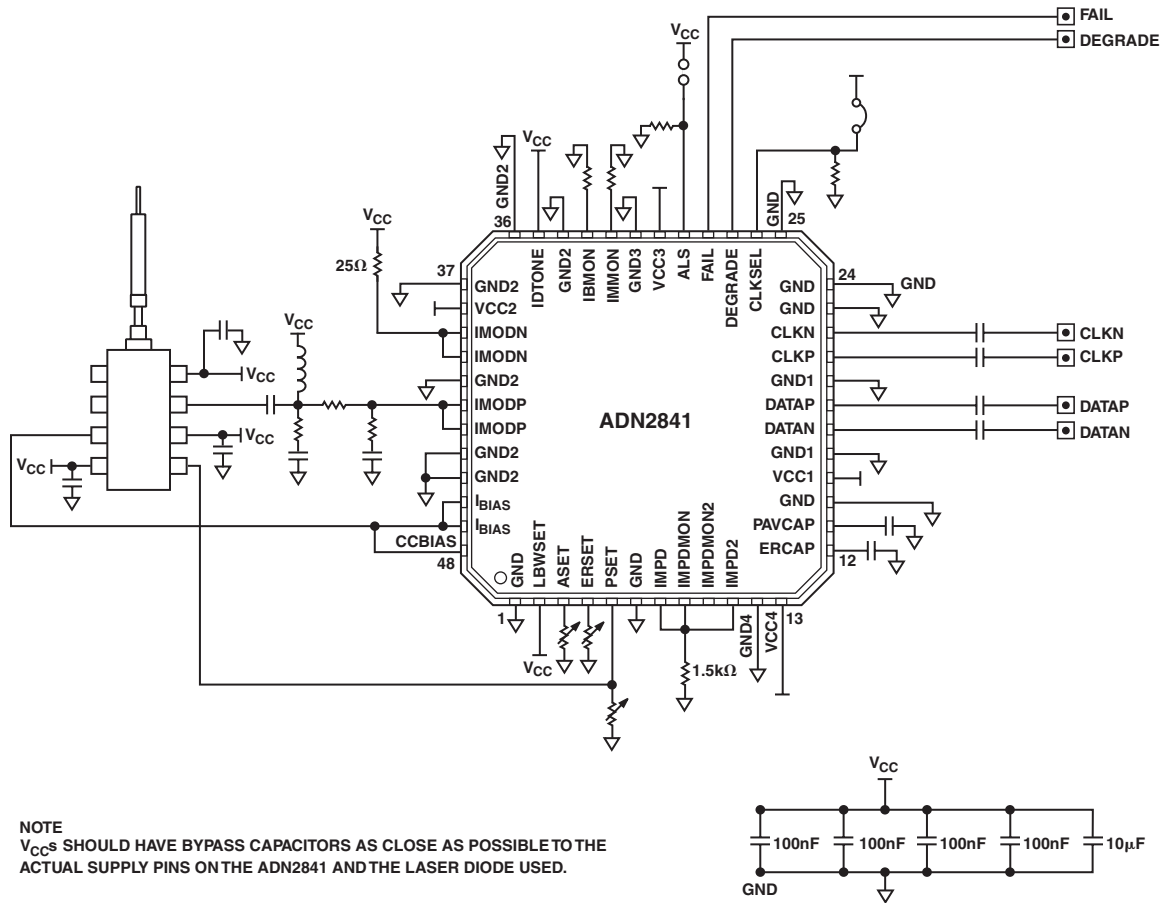 FAIL
DEGRADE
VCC
VCC
GND2
36
GND
25
VCC
25Ω
37
24
GND
IDTONE
GND2
IBMON
IMMON
GND3
VCC3
ALS
FAIL
DEGRADE
CLKSEL
GND2
VCC2
IMODN
IMODN
GND2
IMODP
IMODP
GND2
GND2
IBIAS
IBIAS
CCBIAS
48
VCC
VCC
VCC
VCC
ADN2841
GND
GND
CLKN
CLKP
GND1
DATAP
DATAN
GND1
VCC1
GND
PAVCAP
ERCAP
12
CLKN
CLKP
DATAP
DATAN
GND
LBWSET
ASET
ERSET
PSET
GND
IMPD
IMPDMON
IMPDMON2
IMPD2
GND4
VCC4
1
13
VCC
1.5kΩ
VCC
100nF
100nF
100nF
100nF
10μF
GND
NOTE
VCCs SHOULD HAVE BYPASS CAPACITORS AS CLOSE AS POSSIBLE TO THE
ACTUAL SUPPLY PINS ON THE ADN2841 AND THE LASER DIODE USED.